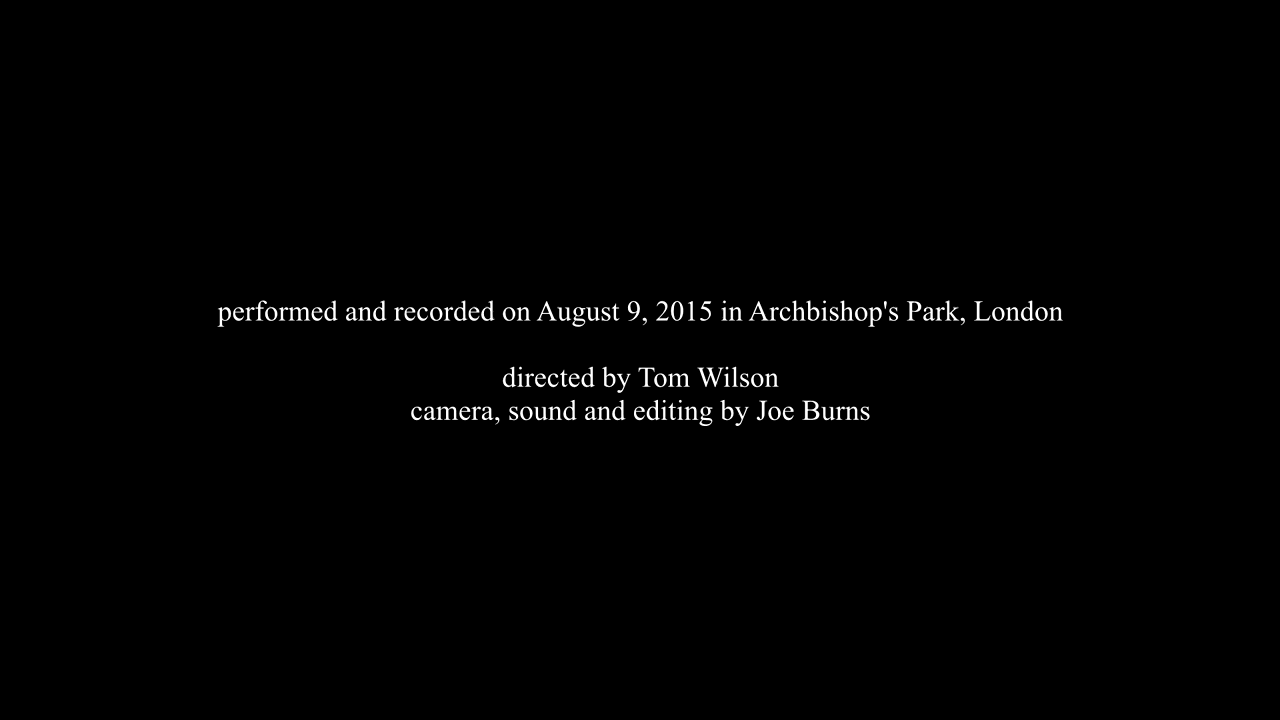 performed and recorded on August 9, 2015 in Archbishop's Park, London
directed by Tom Wilson
camera, sound and editing by Joe Burns